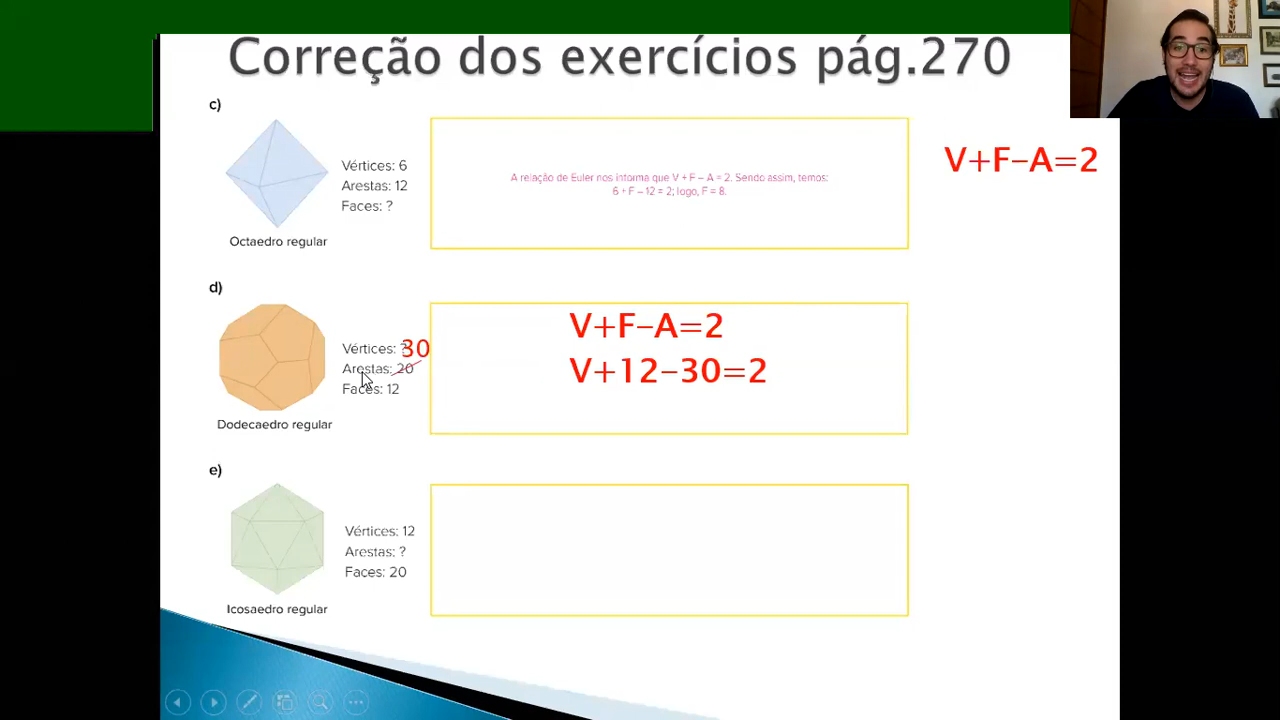 Correção dos exercícios pág.270
c)
Vértices: 6
Arestas: 12
Faces: ?
Octaedro regular
A relação de Euler nos informa que V + F – A = 2. Sendo assim, temos:
6 + F – 12 = 2; logo, F = 8.
V+F–A=2
d)
Vértices: ?
30
Arestas: 20
Faces: 12
Dodecaedro regular
V+F–A=2
V+12–30=2
e)
Vértices: 12
Arestas: ?
Faces: 20
Icosaedro regular